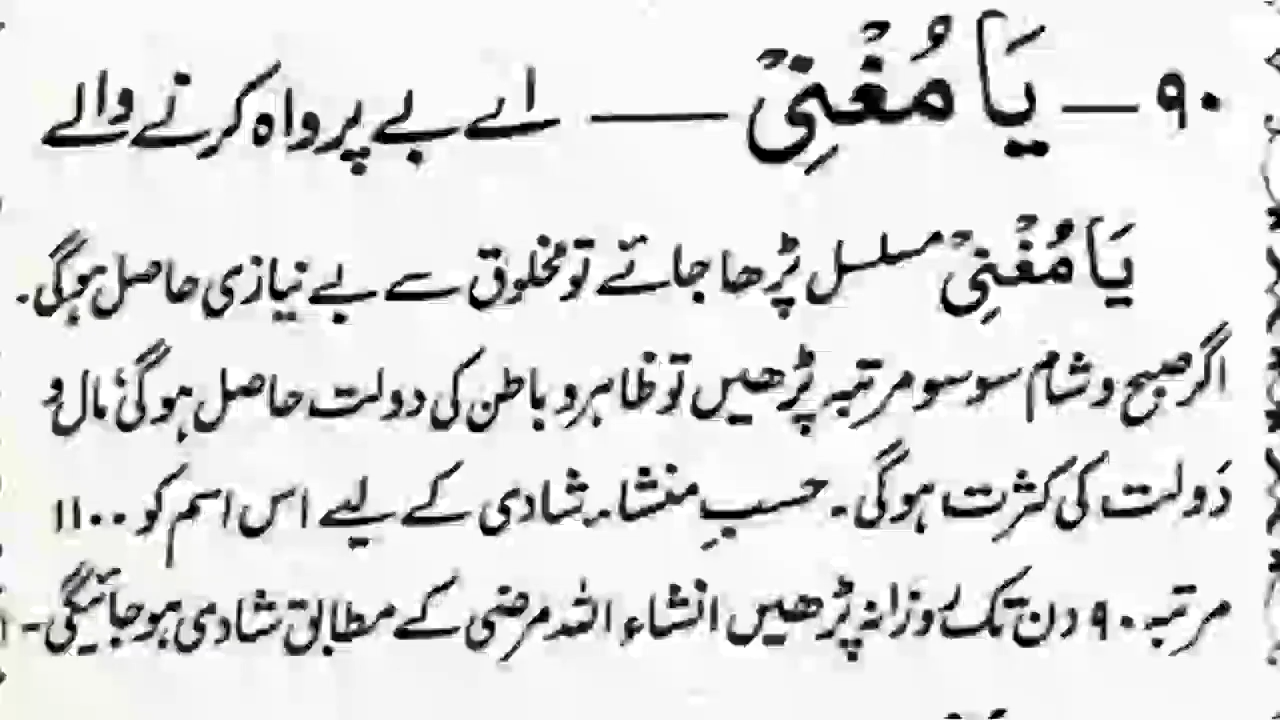 ۹۰ — يَا مُغْنِىْ — اے بے پرواہ کرنے والے
يَا مُغْنِىْ مسلسل پڑھا جائے تو مخلوق سے بے نیازی حاصل ہوگی۔
اگر صبح و شام سو سو مرتبہ پڑھیں تو ظاہر و باطن کی دولت حاصل ہوگی، مال و
دَولت کی کثرت ہوگی۔ حسبِ منشاء شادی کے لیے اس اسم کو ۱۱۰۰
مرتبہ ۹۰ دن تک روزانہ پڑھیں انشاء اللہ مرضی کے مطابق شادی ہوجائیگی۔